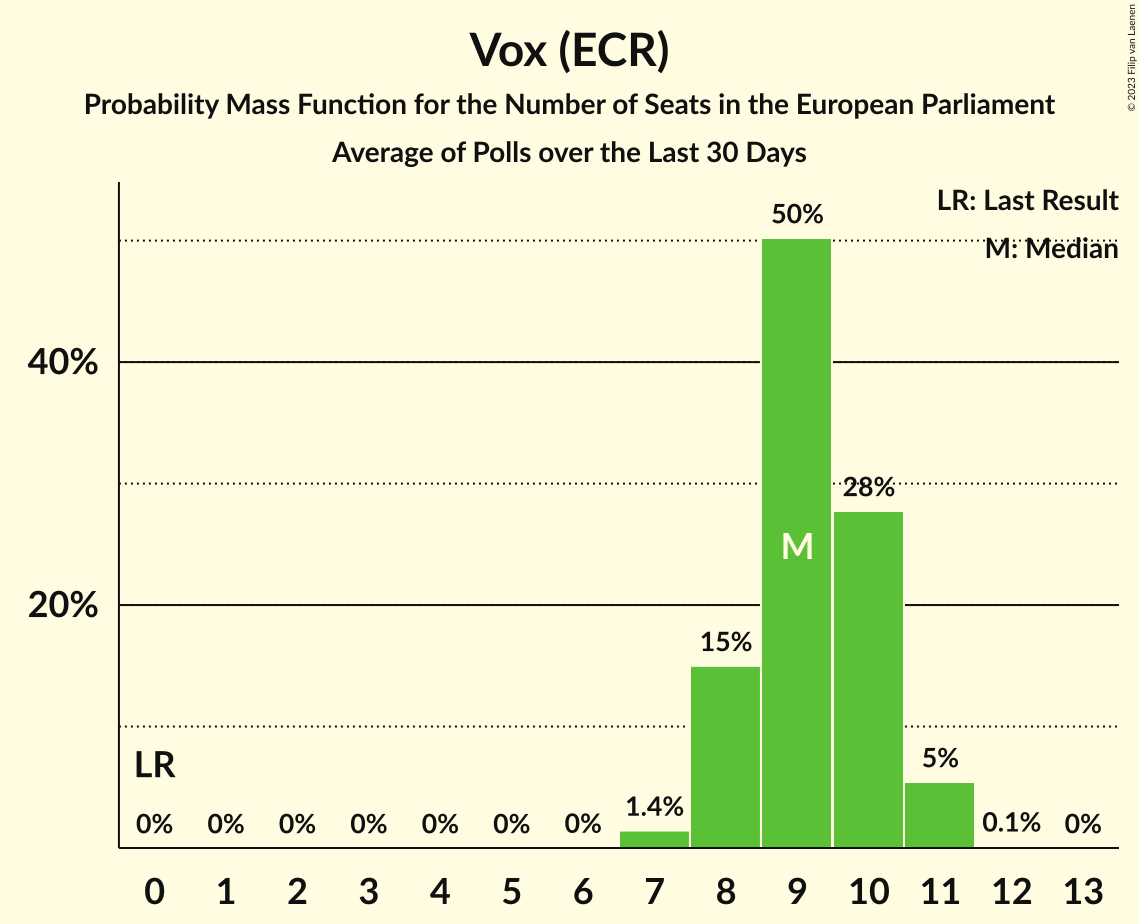 Vox (ECR)
Probability Mass Function for the Number of Seats in the European Parliament
Average of Polls over the Last 30 Days
© 2023 Filip van Laenen
LR: Last Result
M: Median
50%
40%
28%
M
20%
15%
LR
5%
1.4%
0% 0% 0% 0% 0% 0% 0% 0.1% 0%
0 1 2 3 4 5 6 7 8 9 10 11 12 13